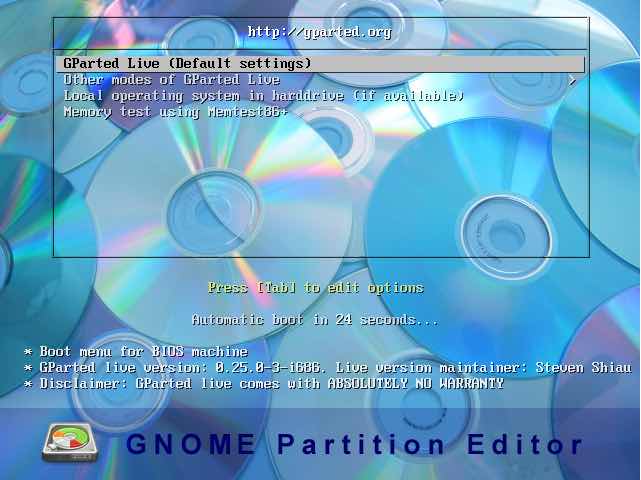 http://gparted.org
GParted Live (Default settings)
Other modes of GParted Live >
Local operating system in harddrive (if available)
Memory test using Memtest86+
Press [Tab] to edit options
Automatic boot in 24 seconds...
* Boot menu for BIOS machine
* GParted live version: 0.25.0-3-i686. Live version maintainer: Steven Shiau
* Disclaimer: GParted live comes with ABSOLUTELY NO WARRANTY
GNOME Partition Editor